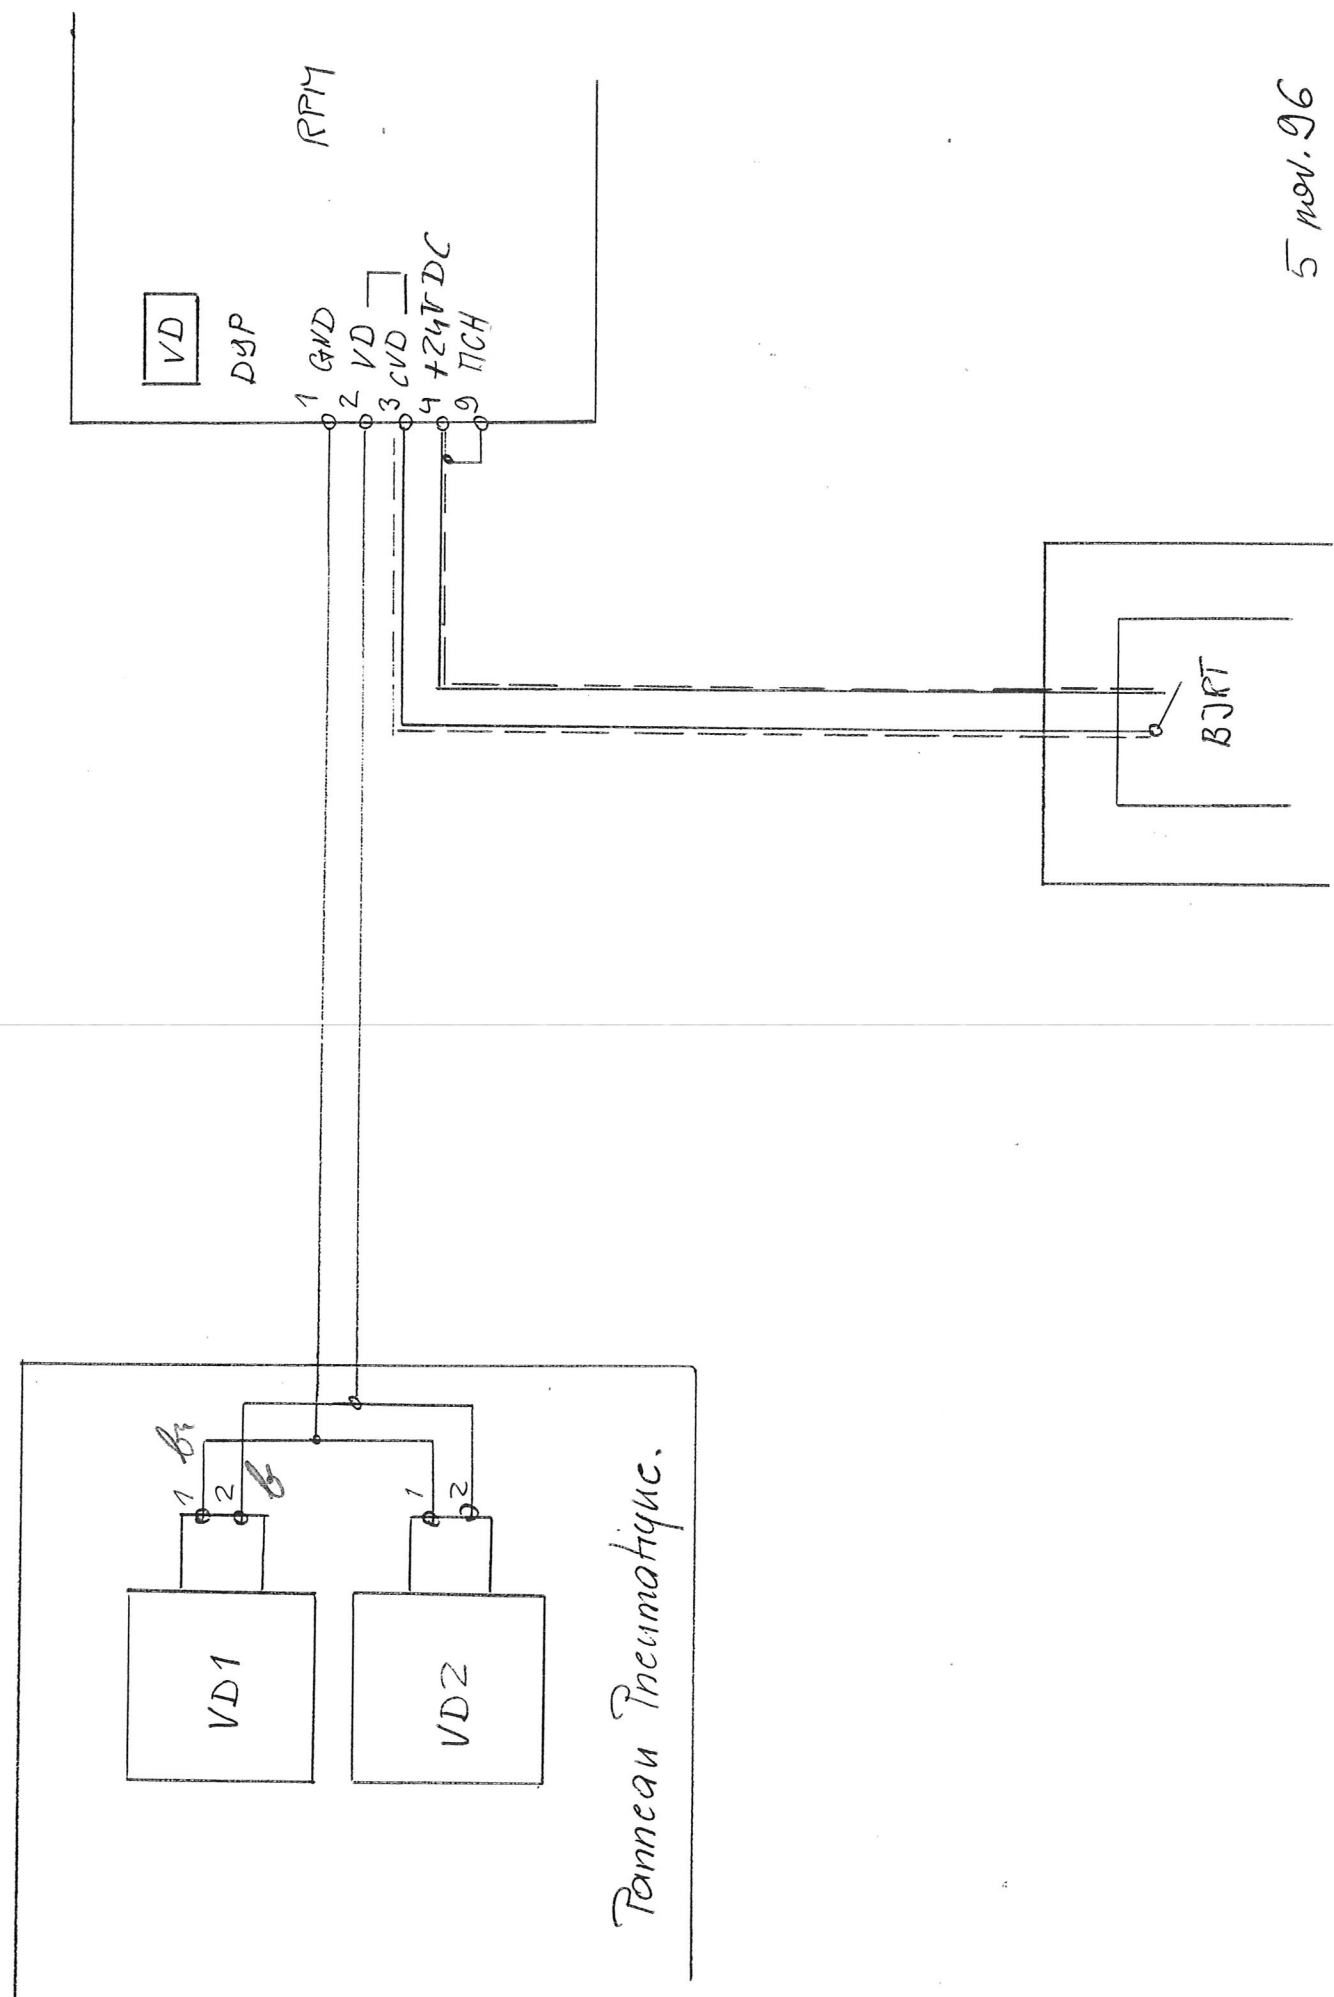 RPM
VD
DYP
1 GND
2 VD
3 CVD
4 +24V DC
9 ПСН
5 nov. 96
BJRT
1
2
1
2
VD1
VD2
Panneau Pneumatique.